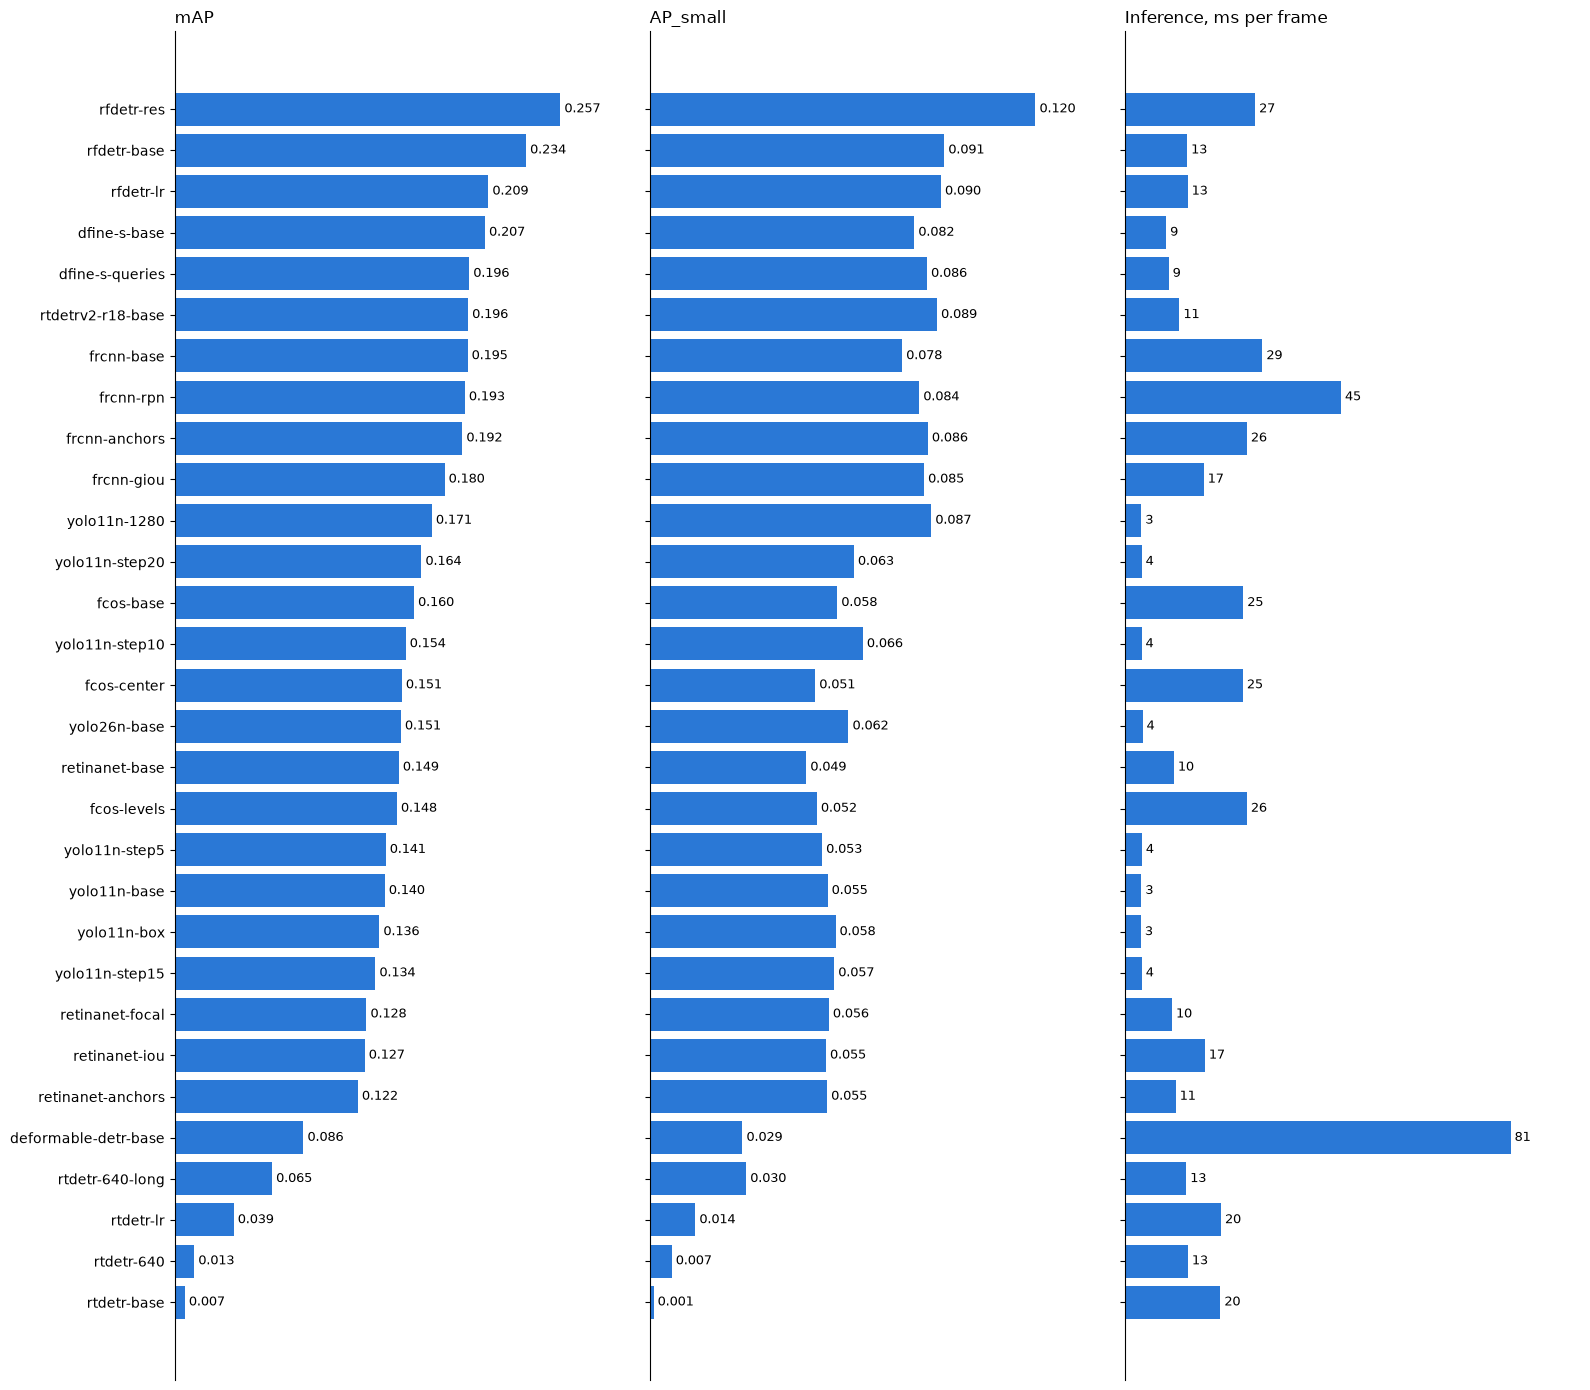 mAP AP_small Inference, ms per frame
rfdetr-res 0.257 0.120 27
rfdetr-base 0.234 0.091 13
rfdetr-lr 0.209 0.090 13
dfine-s-base 0.207 0.082 9
dfine-s-queries 0.196 0.086 9
rtdetrv2-r18-base 0.196 0.089 11
frcnn-base 0.195 0.078 29
frcnn-rpn 0.193 0.084 45
frcnn-anchors 0.192 0.086 26
frcnn-giou 0.180 0.085 17
yolo11n-1280 0.171 0.087 3
yolo11n-step20 0.164 0.063 4
fcos-base 0.160 0.058 25
yolo11n-step10 0.154 0.066 4
fcos-center 0.151 0.051 25
yolo26n-base 0.151 0.062 4
retinanet-base 0.149 0.049 10
fcos-levels 0.148 0.052 26
yolo11n-step5 0.141 0.053 4
yolo11n-base 0.140 0.055 3
yolo11n-box 0.136 0.058 3
yolo11n-step15 0.134 0.057 4
retinanet-focal 0.128 0.056 10
retinanet-iou 0.127 0.055 17
retinanet-anchors 0.122 0.055 11
deformable-detr-base 0.086 0.029 81
rtdetr-640-long 0.065 0.030 13
rtdetr-lr 0.039 0.014 20
rtdetr-640 0.013 0.007 13
rtdetr-base 0.007 0.001 20